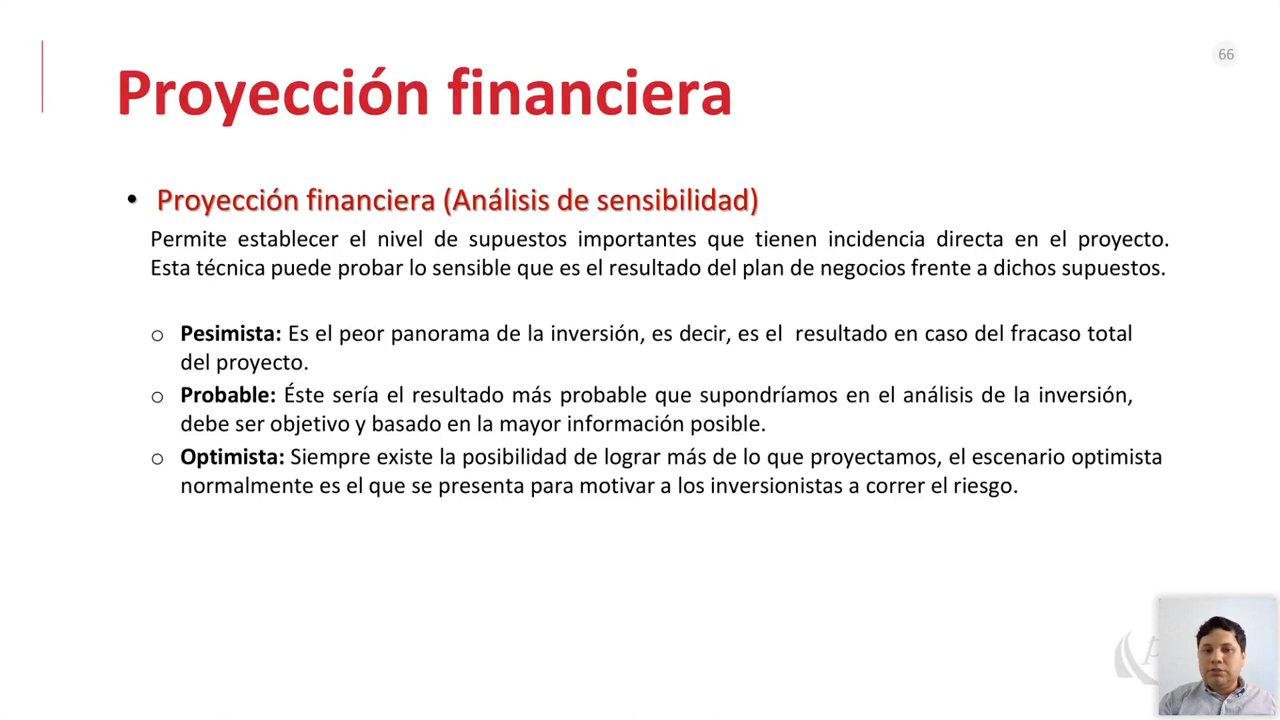 66
Proyección financiera
• Proyección financiera (Análisis de sensibilidad)
Permite establecer el nivel de supuestos importantes que tienen incidencia directa en el proyecto.
Esta técnica puede probar lo sensible que es el resultado del plan de negocios frente a dichos supuestos.
o Pesimista: Es el peor panorama de la inversión, es decir, es el resultado en caso del fracaso total
del proyecto.
o Probable: Éste sería el resultado más probable que supondríamos en el análisis de la inversión,
debe ser objetivo y basado en la mayor información posible.
o Optimista: Siempre existe la posibilidad de lograr más de lo que proyectamos, el escenario optimista
normalmente es el que se presenta para motivar a los inversionistas a correr el riesgo.